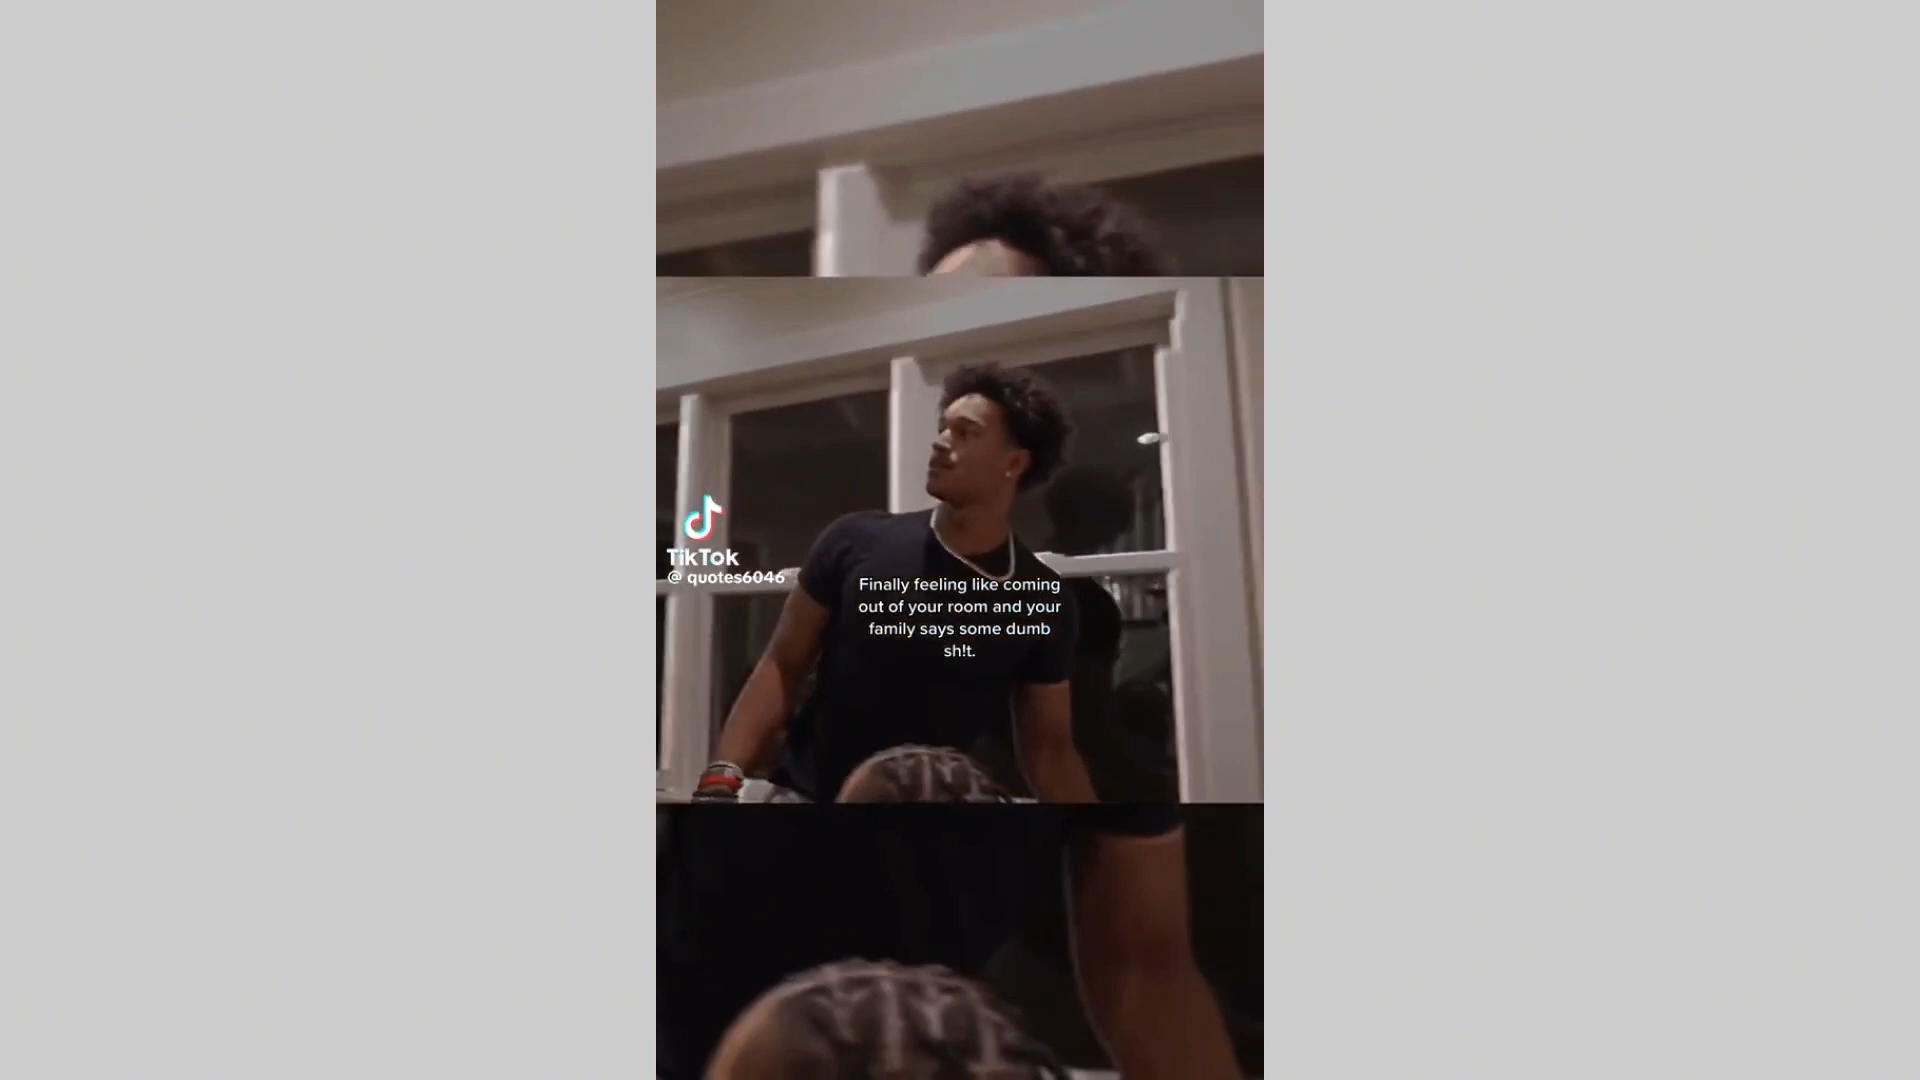 TikTok
@ quotes6046
Finally feeling like coming
out of your room and your
family says some dumb
sh!t.